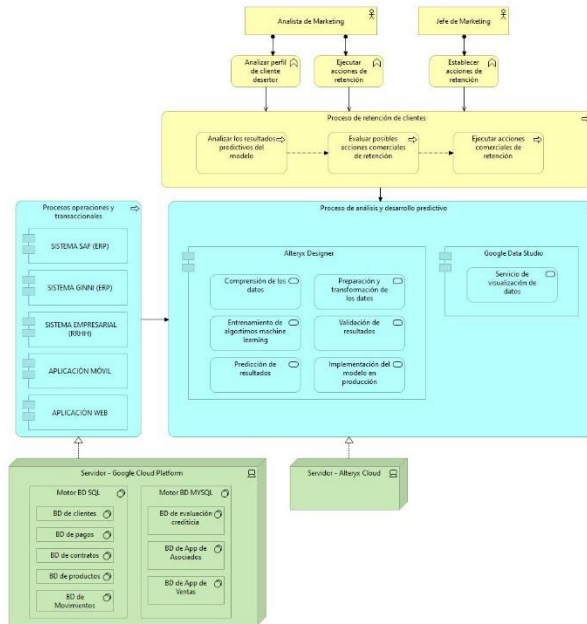 Analista de Marketing
Jefe de Marketing
Analizar perfil
de cliente
desertor
Ejecutar
acciones de
retención
Establecer
acciones de
retención
Proceso de retención de clientes
Analizar los resultados
predictivos del
modelo
Evaluar posibles
acciones comerciales
de retención
Ejecutar acciones
comerciales de
retención
Procesos operaciones y
transaccionales
SISTEMA SAF (ERP)
SISTEMA GINNI (ERP)
SISTEMA EMPRESARIAL
(RRHH)
APLICACIÓN MÓVIL
APLICACIÓN WEB
Proceso de análisis y desarrollo predictivo
Alteryx Designer
Comprensión de los
datos
Preparación y
transformación de
los datos
Entrenamiento de
algortimos machine
learning
Validación de
resultados
Predicción de
resultados
Implementación del
modelo en
producción
Google Data Studio
Servicio de
visualización de
datos
Servidor - Google Cloud Platform
Motor BD SQL
BD de clientes
BD de pagos
BD de contratos
BD de productos
BD de
Movimientos
Motor BD MYSQL
BD de evaluación
crediticia
BD de App de
Asociados
BD de App de
Ventas
Servidor - Alteryx Cloud